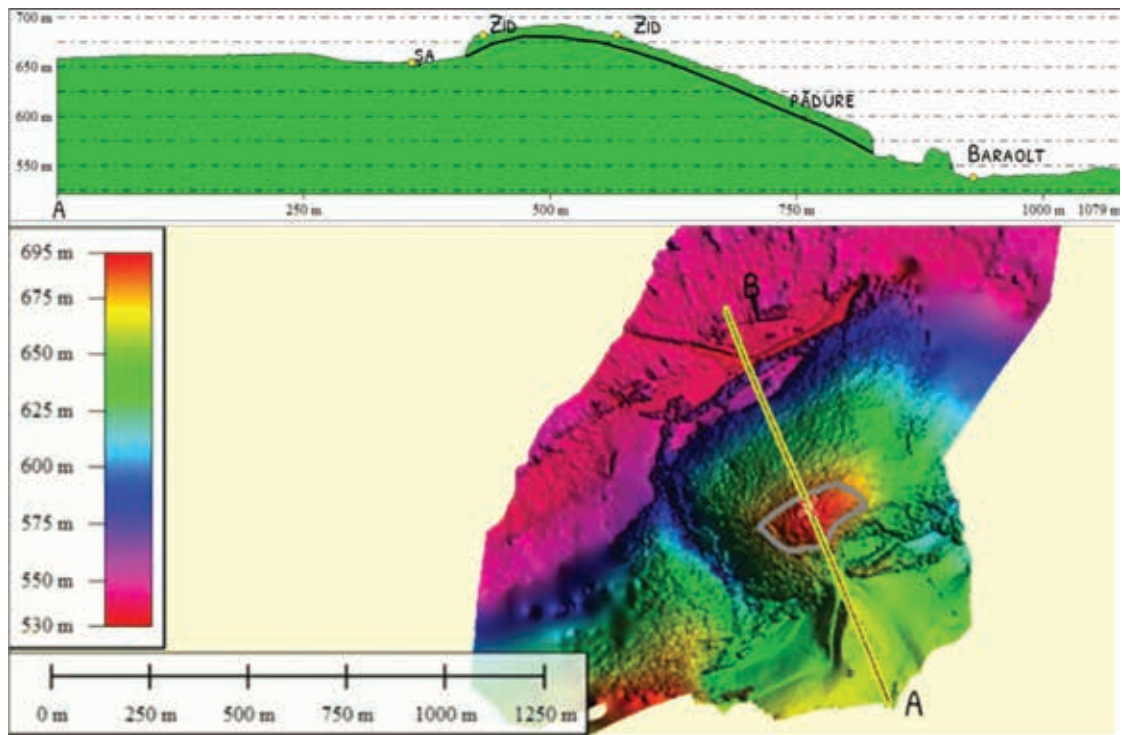 700 m
ZID ZID
650 m
SA
600 m
PĂDURE
550 m
BARAOLT
A
250 m 500 m 750 m 1000 m 1079 m
695 m
675 m
650 m
625 m
600 m
575 m
550 m
530 m
B
A
0 m 250 m 500 m 750 m 1000 m 1250 m